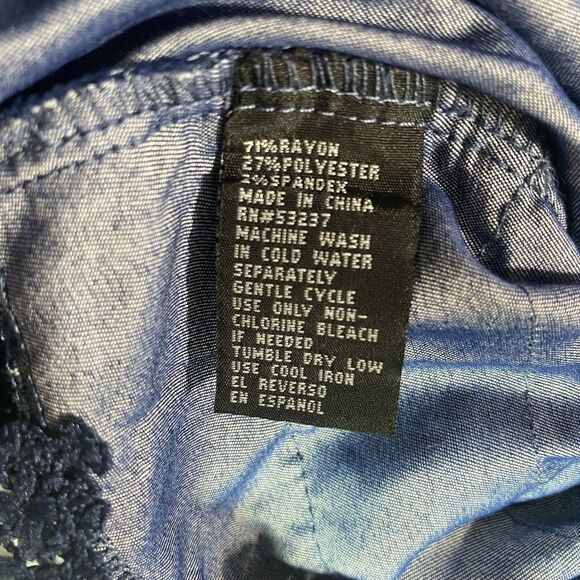 71%RAYON
27%POLYESTER
2%SPANDEX
MADE IN CHINA
RN#53237
MACHINE WASH
IN COLD WATER
SEPARATELY
GENTLE CYCLE
USE ONLY NON-
CHLORINE BLEACH
IF NEEDED
TUMBLE DRY LOW
USE COOL IRON
EL REVERSO
EN ESPANOL